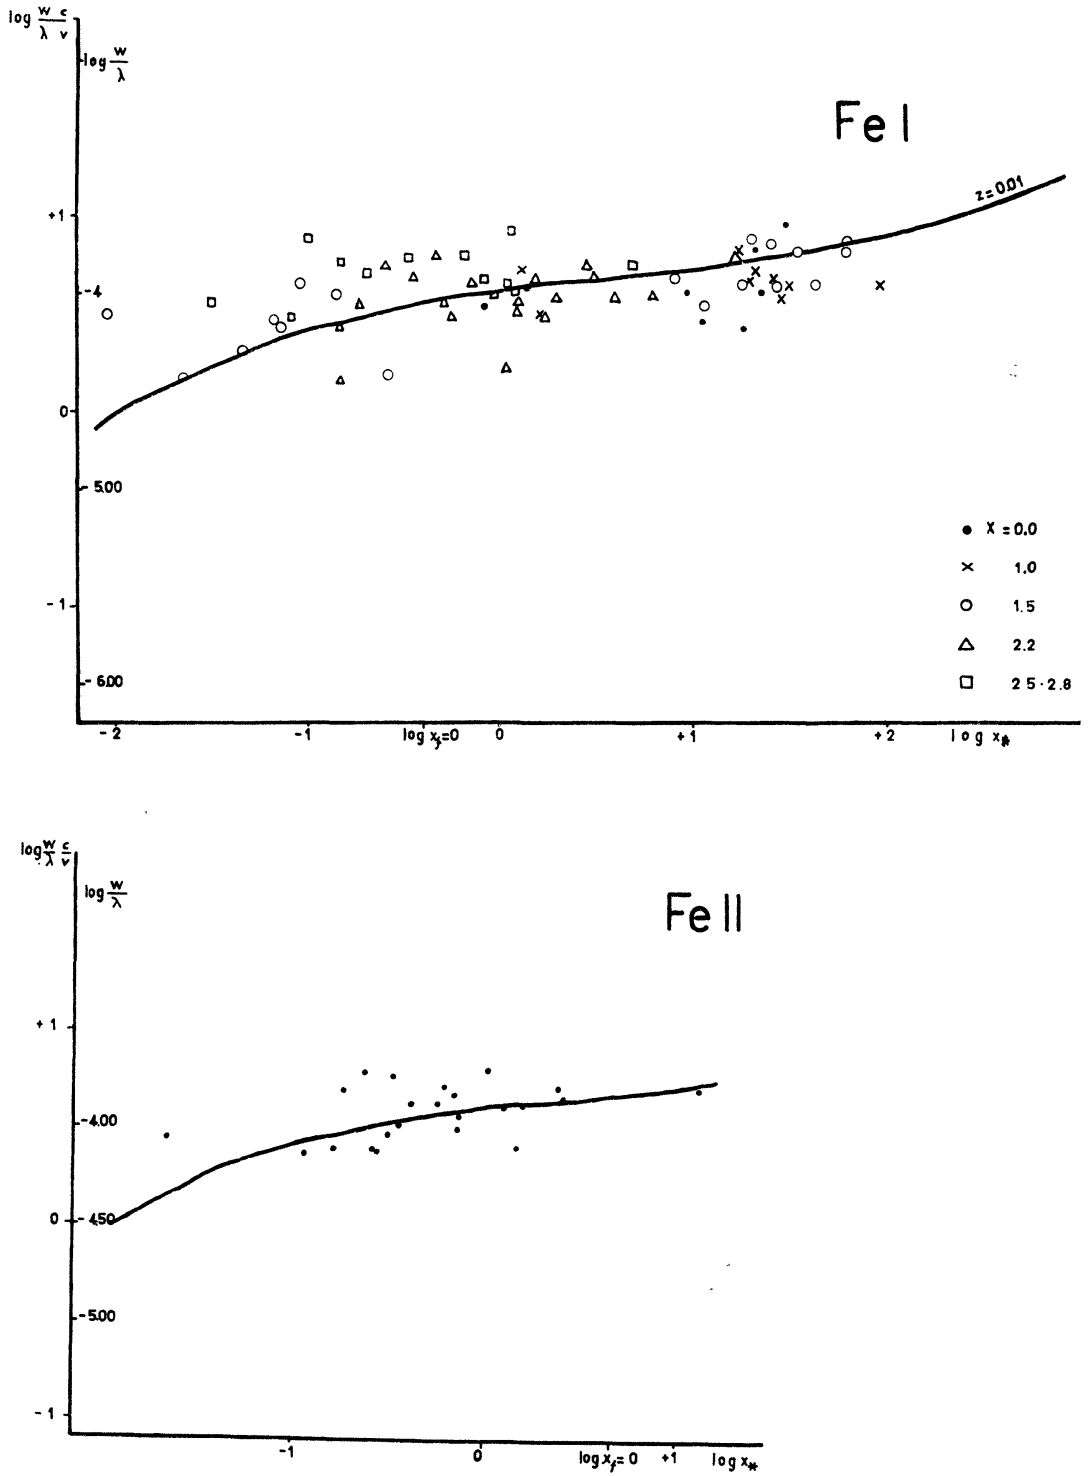 log W/λ c/v
log W/λ
Fe I
z = 0.01
+1
-4
0
-5.00
-1
-6.00
• X = 0.0
× 1.0
○ 1.5
△ 2.2
□ 2 5 · 2.8
-2 -1 log x_f=0 0 +1 +2 log x*
log W/λ c/v
log W/λ
Fe II
+1
-4.00
0 -4.50
-5.00
-1
-1 0 log x_f=0 +1 log x*